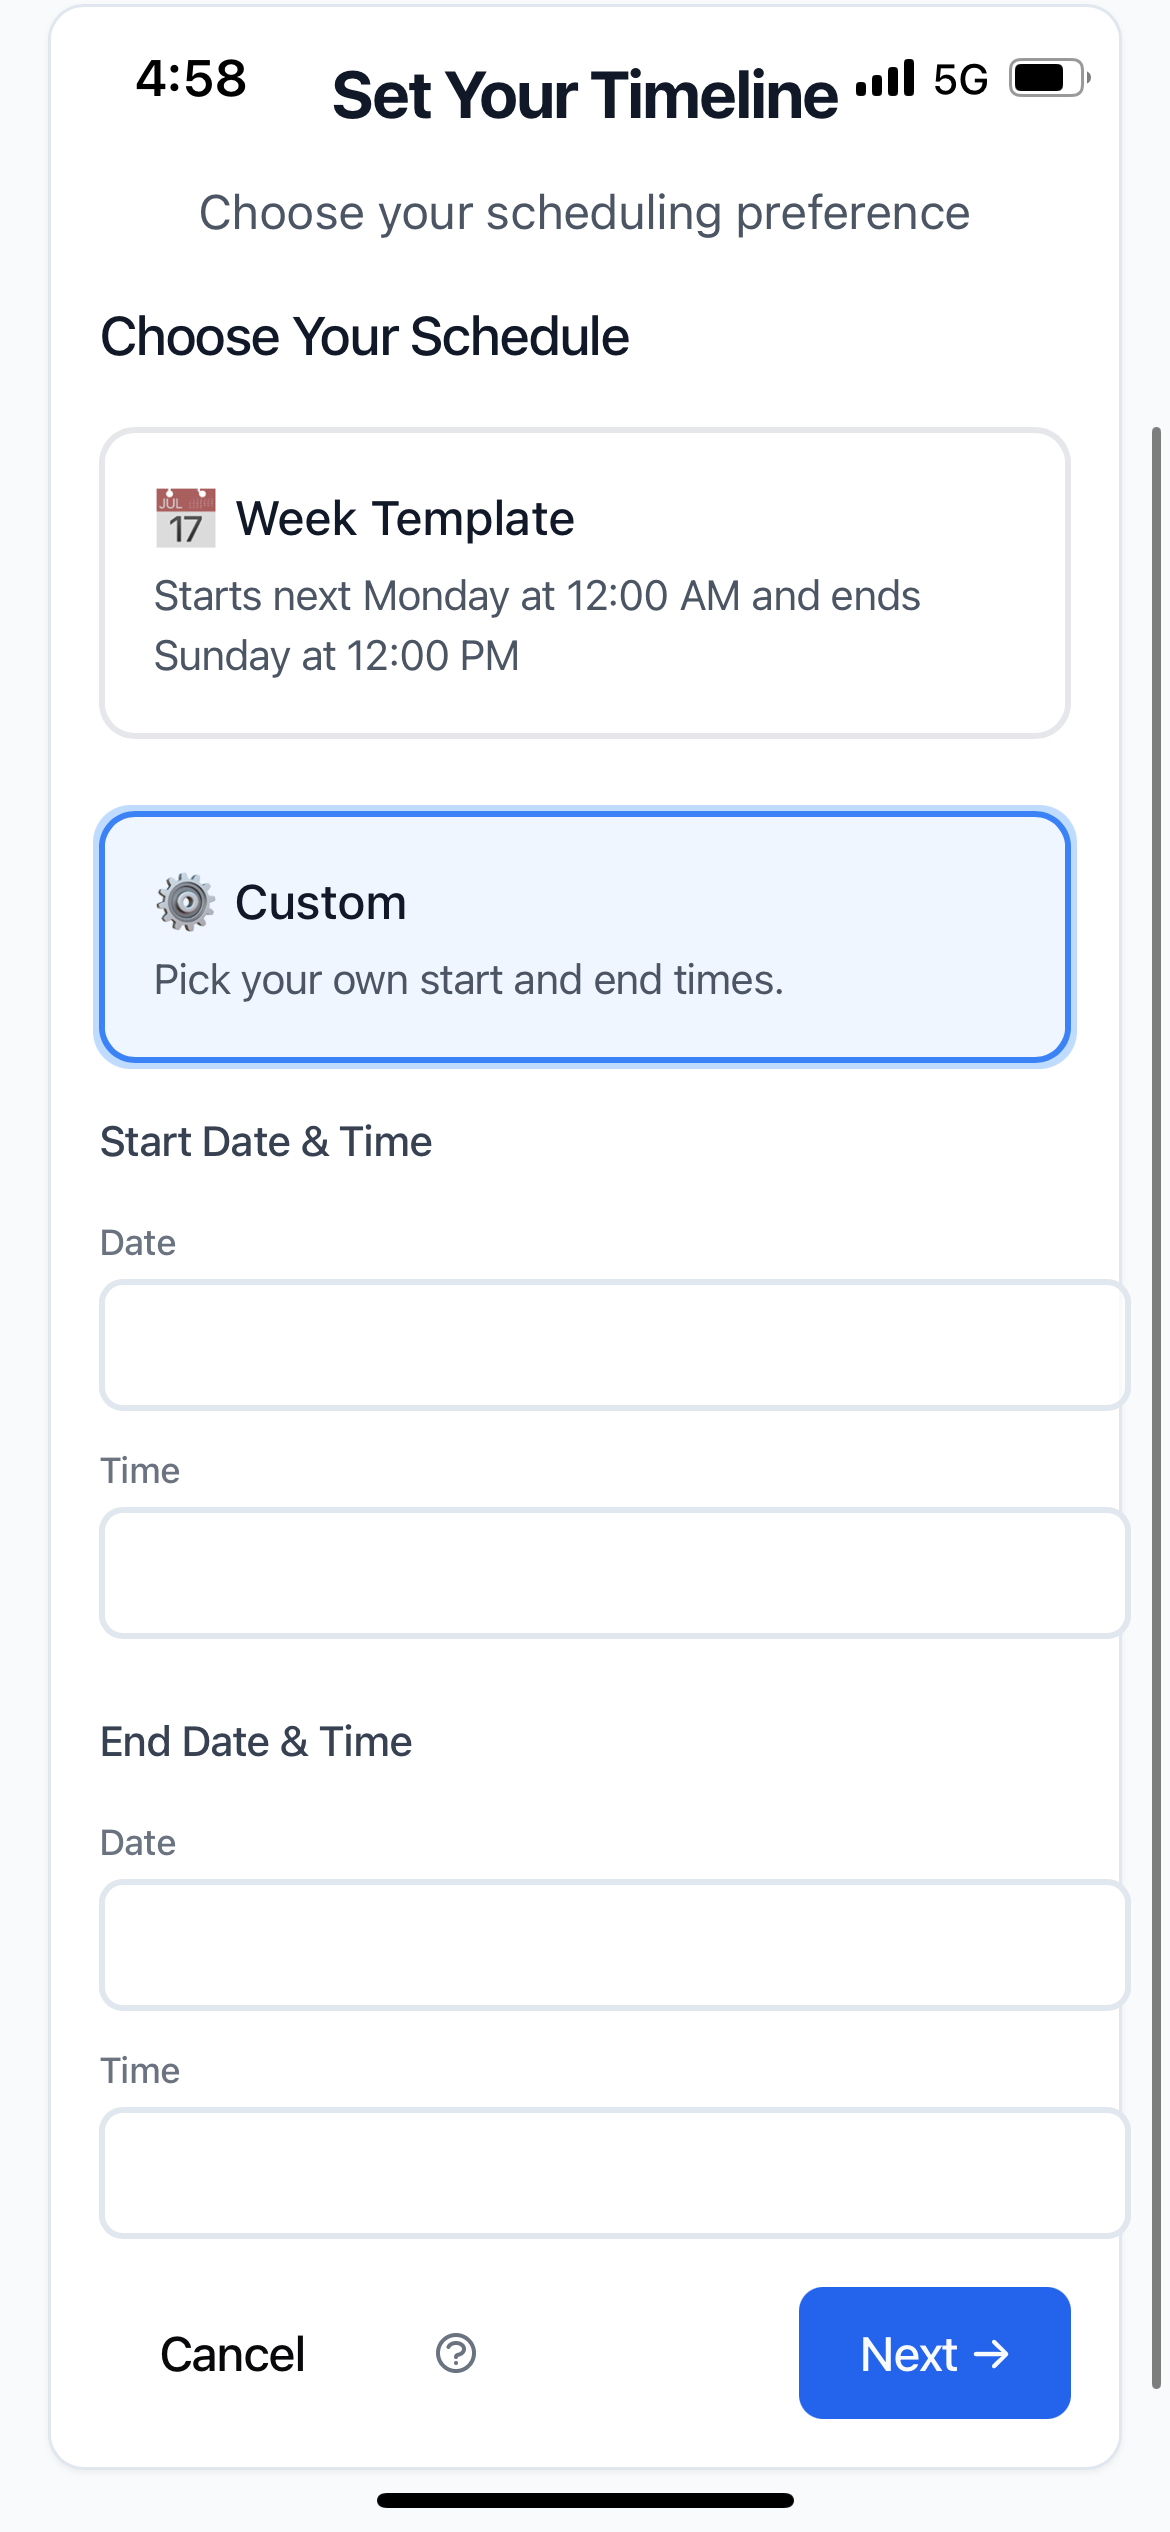 4:58
Set Your Timeline
5G
Choose your scheduling preference
Choose Your Schedule
JUL
17
Week Template
Starts next Monday at 12:00 AM and ends
Sunday at 12:00 PM
Custom
Pick your own start and end times.
Start Date & Time
Date
Time
End Date & Time
Date
Time
Cancel
?
Next →